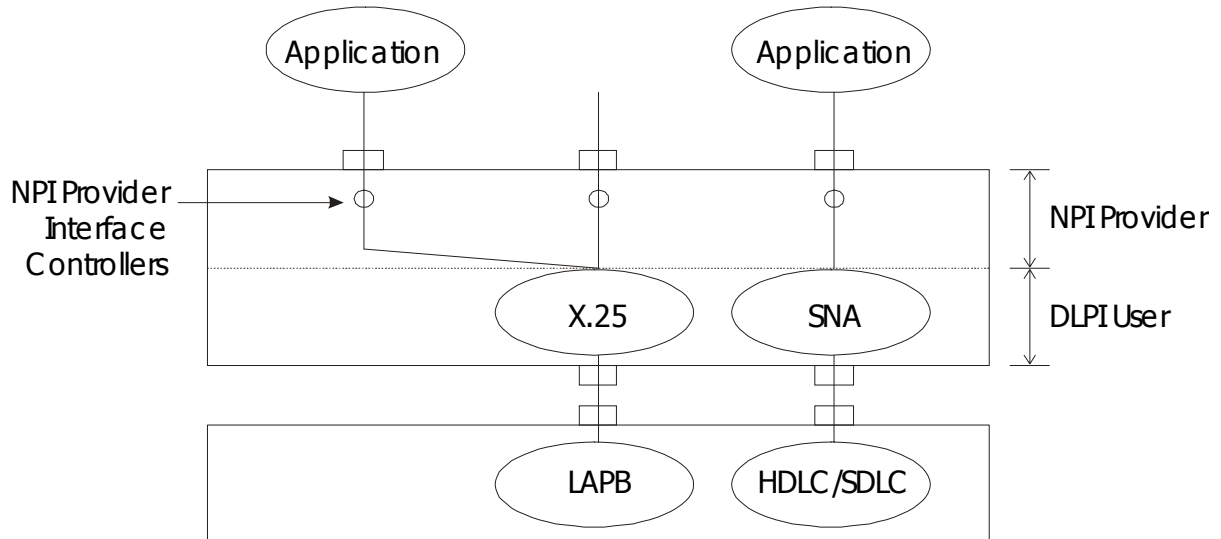 Application
Application
NPI Provider
Interface
Controllers
NPI Provider
X.25
SNA
DLPI User
LAPB
HDLC/SDLC